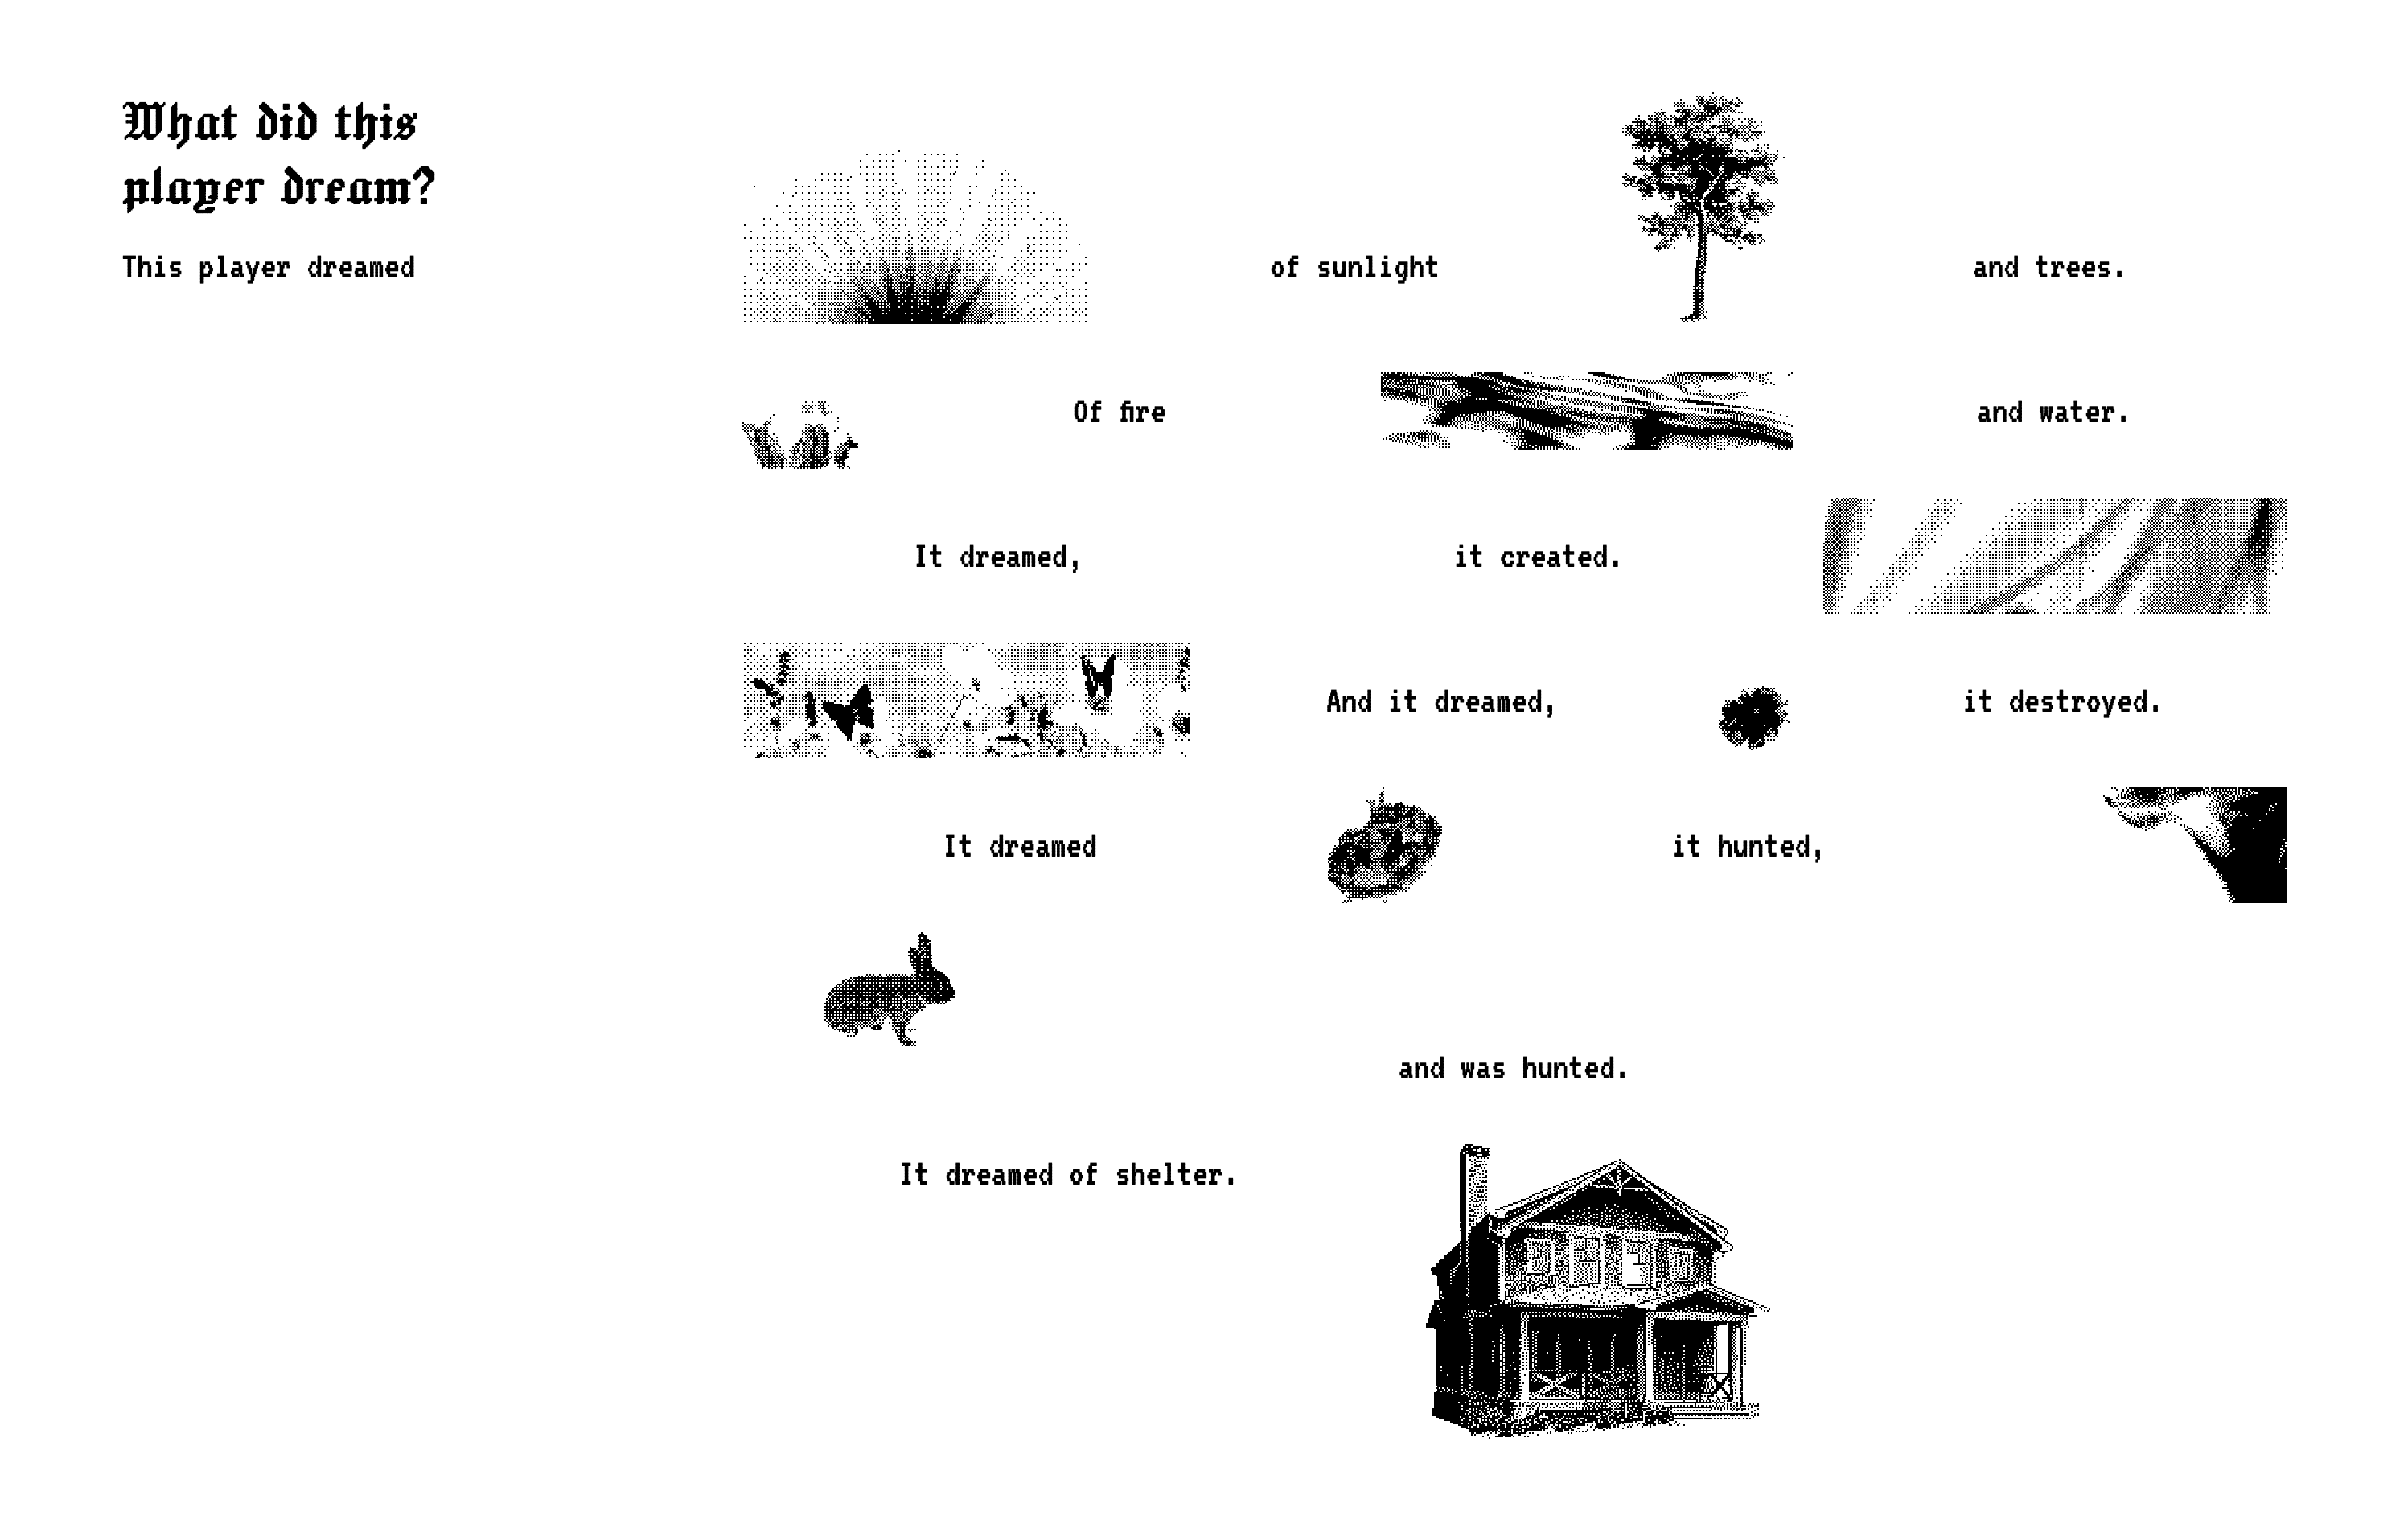 What did this
player dream?
This player dreamed of sunlight and trees.
Of fire and water.
It dreamed, it created.
And it dreamed, it destroyed.
It dreamed it hunted,
and was hunted.
It dreamed of shelter.